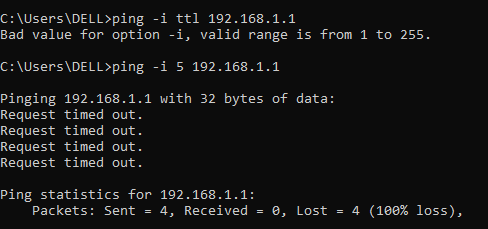 C:\Users\DELL>ping -i ttl 192.168.1.1
Bad value for option -i, valid range is from 1 to 255.
C:\Users\DELL>ping -i 5 192.168.1.1
Pinging 192.168.1.1 with 32 bytes of data:
Request timed out.
Request timed out.
Request timed out.
Request timed out.
Ping statistics for 192.168.1.1:
    Packets: Sent = 4, Received = 0, Lost = 4 (100% loss),